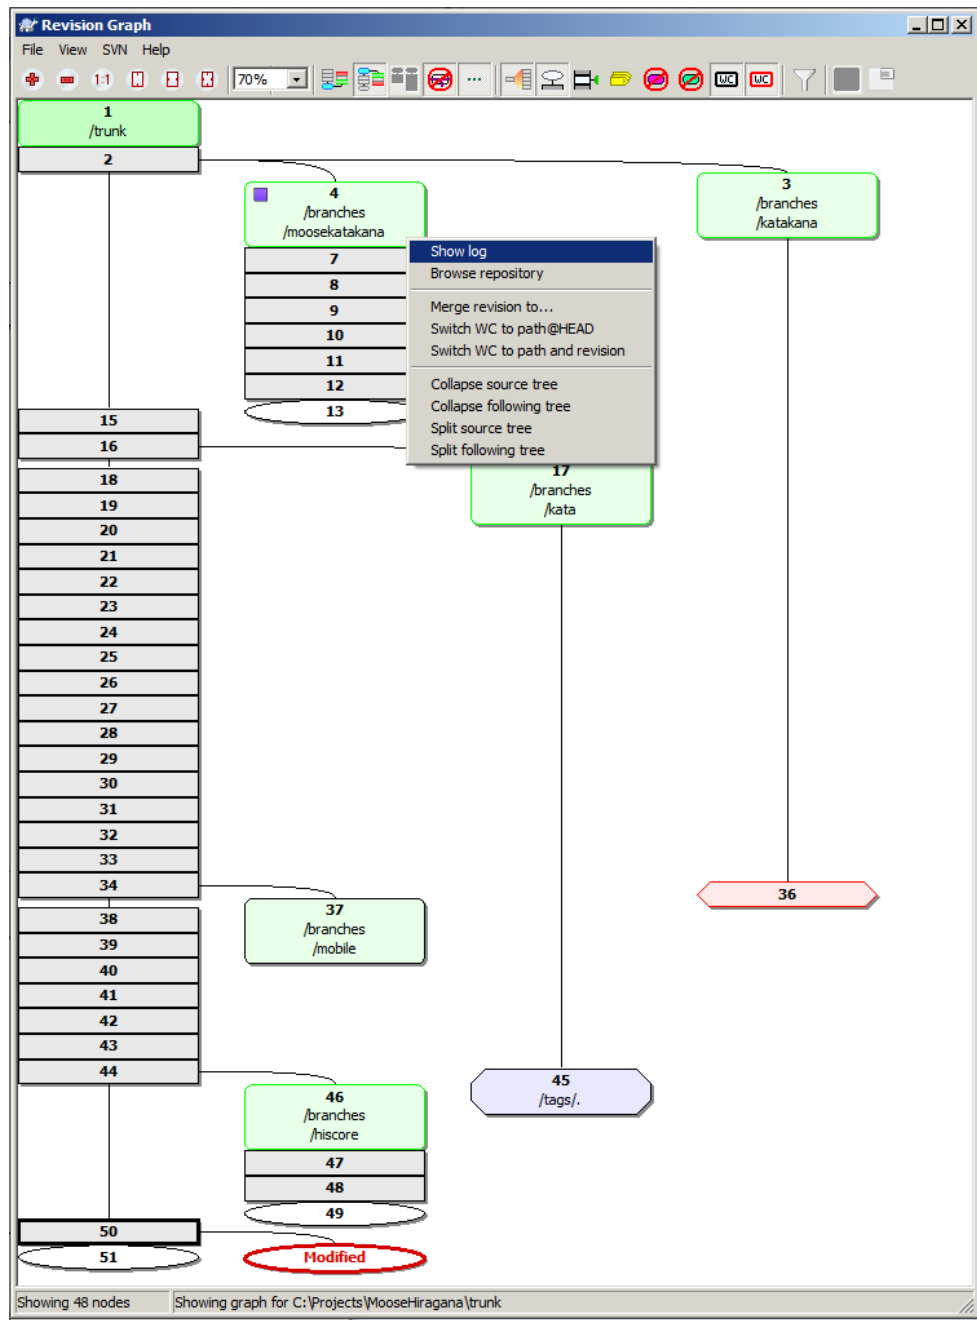 Revision Graph
File View SVN Help
1:1 70% ... WC WC
1
/trunk
2
4
/branches
/moosekatakana
3
/branches
/katakana
7
8
9
10
11
12
13
Show log
Browse repository
Merge revision to...
Switch WC to path@HEAD
Switch WC to path and revision
Collapse source tree
Collapse following tree
Split source tree
Split following tree
15
16
17
/branches
/kata
18
19
20
21
22
23
24
25
26
27
28
29
30
31
32
33
34
36
37
/branches
/mobile
38
39
40
41
42
43
44
45
/tags/.
46
/branches
/hiscore
47
48
49
50
51
Modified
Showing 48 nodes
Showing graph for C:\Projects\MooseHiragana\trunk